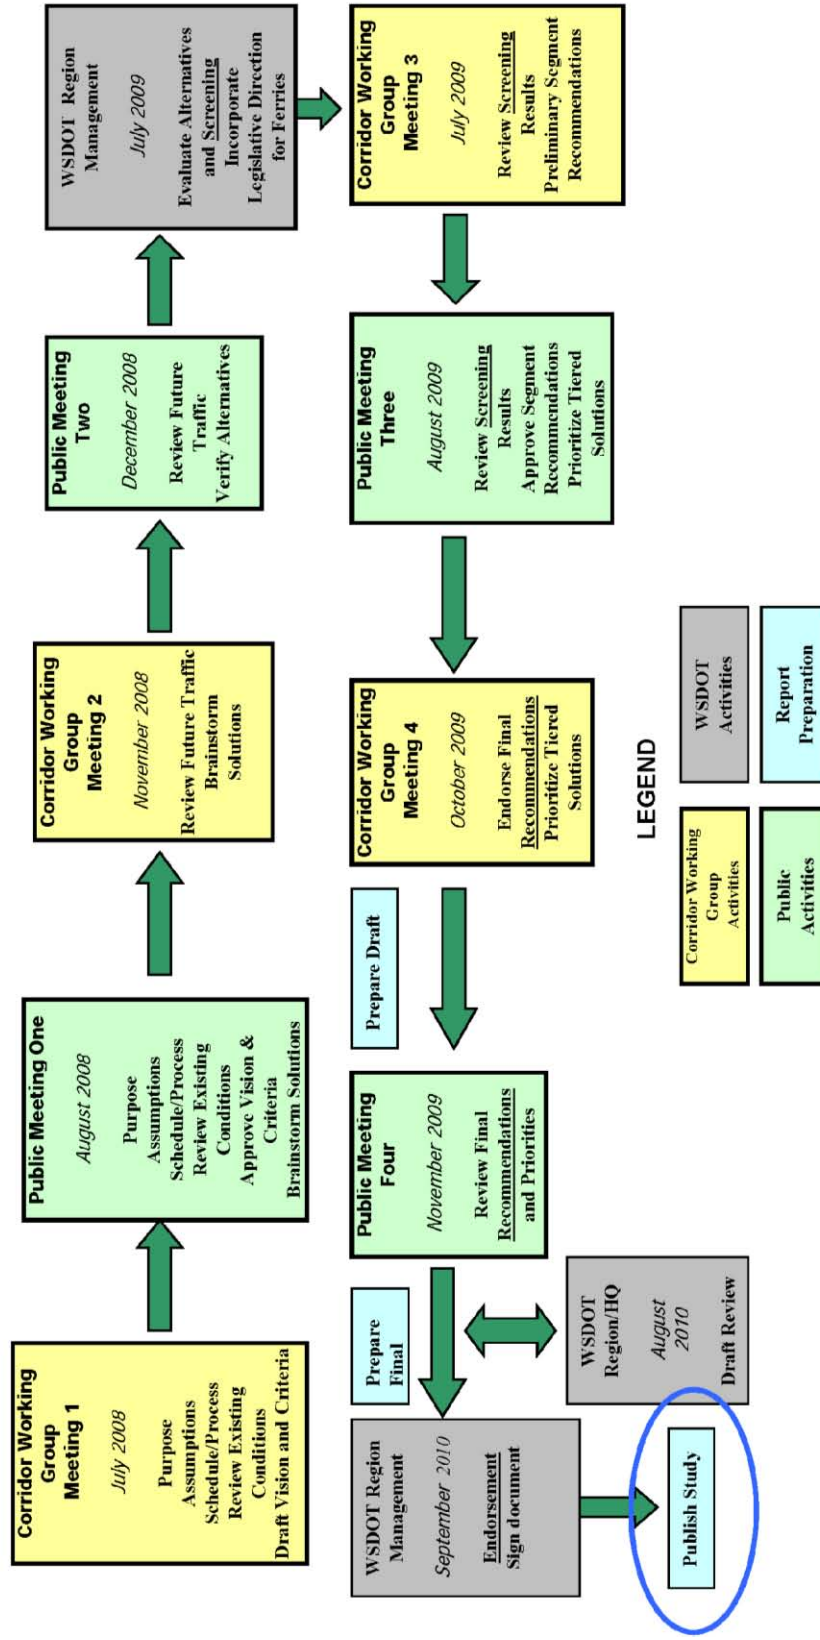 Corridor Working
Group
Meeting 1
July 2008
Purpose
Assumptions
Schedule/Process
Review Existing
Conditions
Draft Vision and Criteria
Public Meeting One
August 2008
Purpose
Assumptions
Schedule/Process
Review Existing
Conditions
Approve Vision &
Criteria
Brainstorm Solutions
Corridor Working
Group
Meeting 2
November 2008
Review Future Traffic
Brainstorm
Solutions
Public Meeting
Two
December 2008
Review Future
Traffic
Verify Alternatives
WSDOT Region
Management
July 2009
Evaluate Alternatives
and Screening
Incorporate
Legislative Direction
for Ferries
Corridor Working
Group
Meeting 3
July 2009
Review Screening
Results
Preliminary Segment
Recommendations
Public Meeting
Three
August 2009
Review Screening
Results
Approve Segment
Recommendations
Prioritize Tiered
Solutions
Corridor Working
Group
Meeting 4
October 2009
Endorse Final
Recommendations
Prioritize Tiered
Solutions
Prepare Draft
Public Meeting
Four
November 2009
Review Final
Recommendations
and Priorities
Prepare
Final
WSDOT Region
Management
September 2010
Endorsement
Sign document
WSDOT
Region/HQ
August
2010
Draft Review
Publish Study
LEGEND
Corridor Working
Group
Activities
WSDOT
Activities
Public
Activities
Report
Preparation